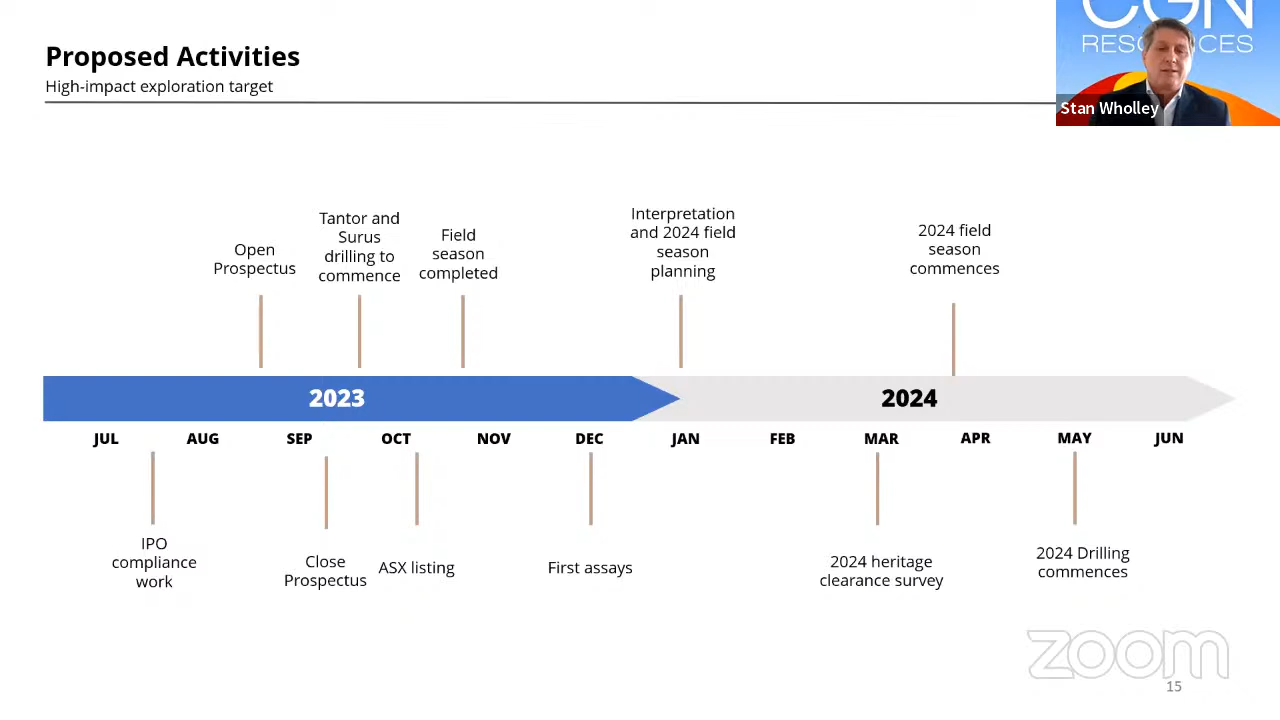 Proposed Activities
High-impact exploration target
CGN
RESOURCES
Stan Wholley
Open
Prospectus
Tantor and
Surus
drilling to
commence
Field
season
completed
Interpretation
and 2024 field
season
planning
2024 field
season
commences
2023
2024
JUL AUG SEP OCT NOV DEC JAN FEB MAR APR MAY JUN
IPO
compliance
work
Close
Prospectus
ASX listing
First assays
2024 heritage
clearance survey
2024 Drilling
commences
zoom
15